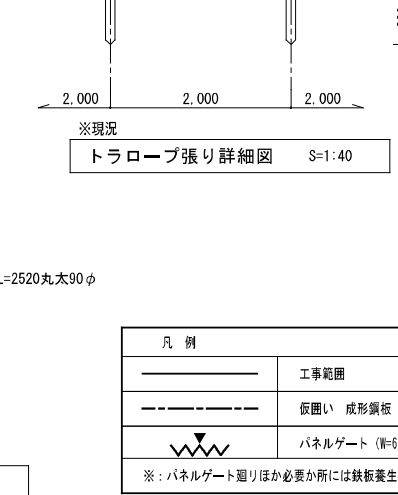 2,000 2,000 2,000
※現況
トラロープ張り詳細図 S=1:40
L=2520丸太90φ
凡 例
工事範囲
仮囲い 成形鋼板
パネルゲート (W=6
※：パネルゲート廻りほか必要か所には鉄板養生